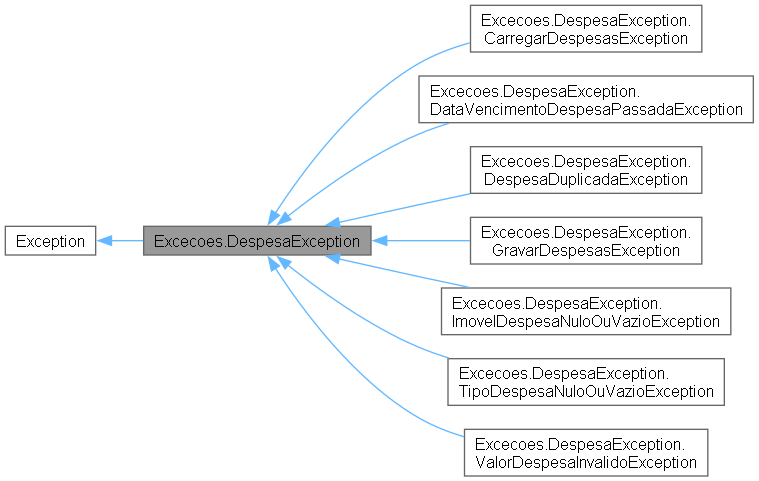 Excecoes.DespesaException.
CarregarDespesasException
Excecoes.DespesaException.
DataVencimentoDespesaPassadaException
Excecoes.DespesaException.
DespesaDuplicadaException
Exception
Excecoes.DespesaException
Excecoes.DespesaException.
GravarDespesasException
Excecoes.DespesaException.
ImovelDespesaNuloOuVazioException
Excecoes.DespesaException.
TipoDespesaNuloOuVazioException
Excecoes.DespesaException.
ValorDespesaInvalidoException